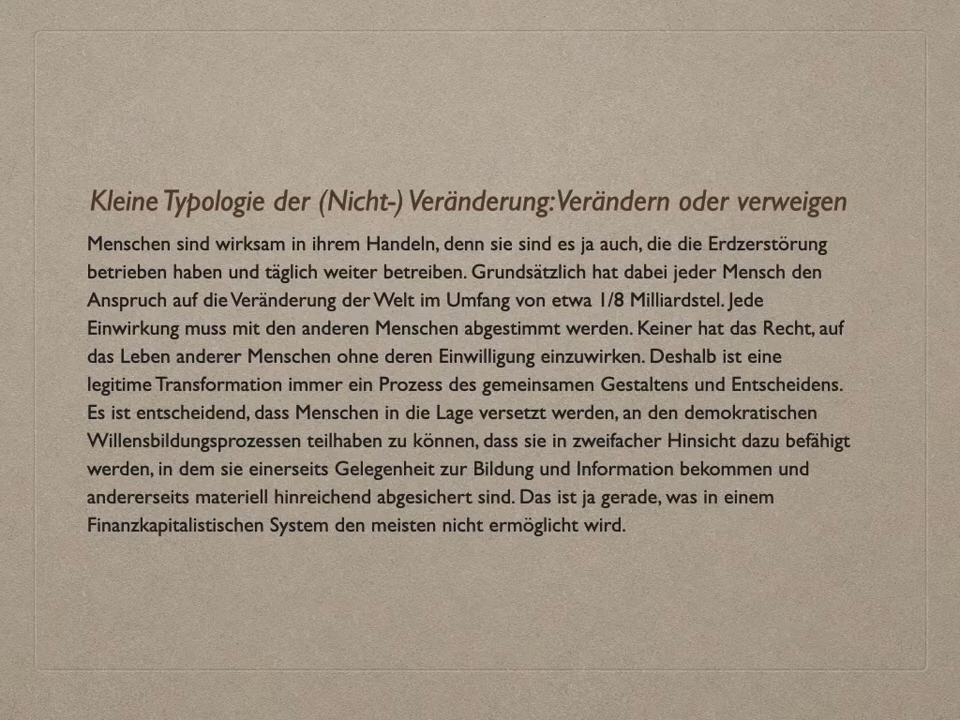 Kleine Typologie der (Nicht-) Veränderung: Verändern oder verweigen
Menschen sind wirksam in ihrem Handeln, denn sie sind es ja auch, die die Erdzerstörung
betrieben haben und täglich weiter betreiben. Grundsätzlich hat dabei jeder Mensch den
Anspruch auf die Veränderung der Welt im Umfang von etwa 1/8 Milliardstel. Jede
Einwirkung muss mit den anderen Menschen abgestimmt werden. Keiner hat das Recht, auf
das Leben anderer Menschen ohne deren Einwilligung einzuwirken. Deshalb ist eine
legitime Transformation immer ein Prozess des gemeinsamen Gestaltens und Entscheidens.
Es ist entscheidend, dass Menschen in die Lage versetzt werden, an den demokratischen
Willensbildungsprozessen teilhaben zu können, dass sie in zweifacher Hinsicht dazu befähigt
werden, in dem sie einerseits Gelegenheit zur Bildung und Information bekommen und
andererseits materiell hinreichend abgesichert sind. Das ist ja gerade, was in einem
Finanzkapitalistischen System den meisten nicht ermöglicht wird.